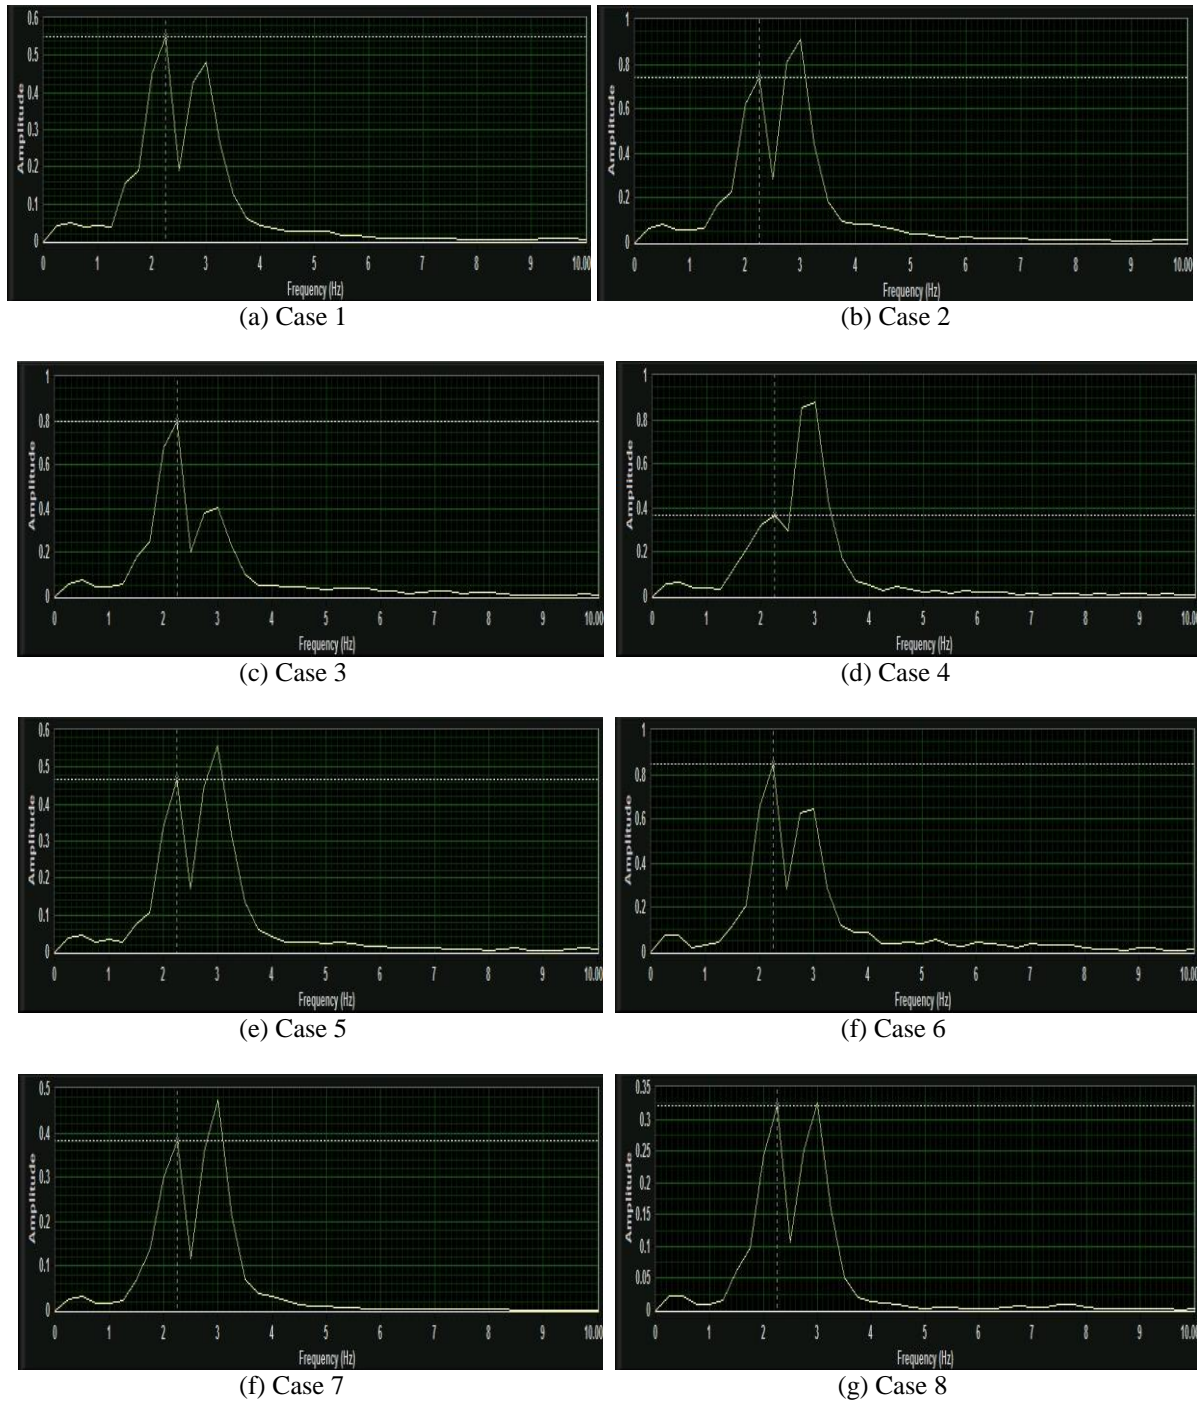 Amplitude
0.6
0.5
0.4
0.3
0.2
0.1
0
0 1 2 3 4 5 6 7 8 9 10.00
Frequency (Hz)
(a) Case 1
Amplitude
1
0.8
0.6
0.4
0.2
0
0 1 2 3 4 5 6 7 8 9 10.00
Frequency (Hz)
(b) Case 2
Amplitude
1
0.8
0.6
0.4
0.2
0
0 1 2 3 4 5 6 7 8 9 10.00
Frequency (Hz)
(c) Case 3
Amplitude
1
0.8
0.6
0.4
0.2
0
0 1 2 3 4 5 6 7 8 9 10.00
Frequency (Hz)
(d) Case 4
Amplitude
0.6
0.5
0.4
0.3
0.2
0.1
0
0 1 2 3 4 5 6 7 8 9 10.00
Frequency (Hz)
(e) Case 5
Amplitude
1
0.8
0.6
0.4
0.2
0
0 1 2 3 4 5 6 7 8 9 10.00
Frequency (Hz)
(f) Case 6
Amplitude
0.5
0.4
0.3
0.2
0.1
0
0 1 2 3 4 5 6 7 8 9 10.00
Frequency (Hz)
(f) Case 7
Amplitude
0.35
0.3
0.25
0.2
0.15
0.1
0.05
0
0 1 2 3 4 5 6 7 8 9 10.00
Frequency (Hz)
(g) Case 8